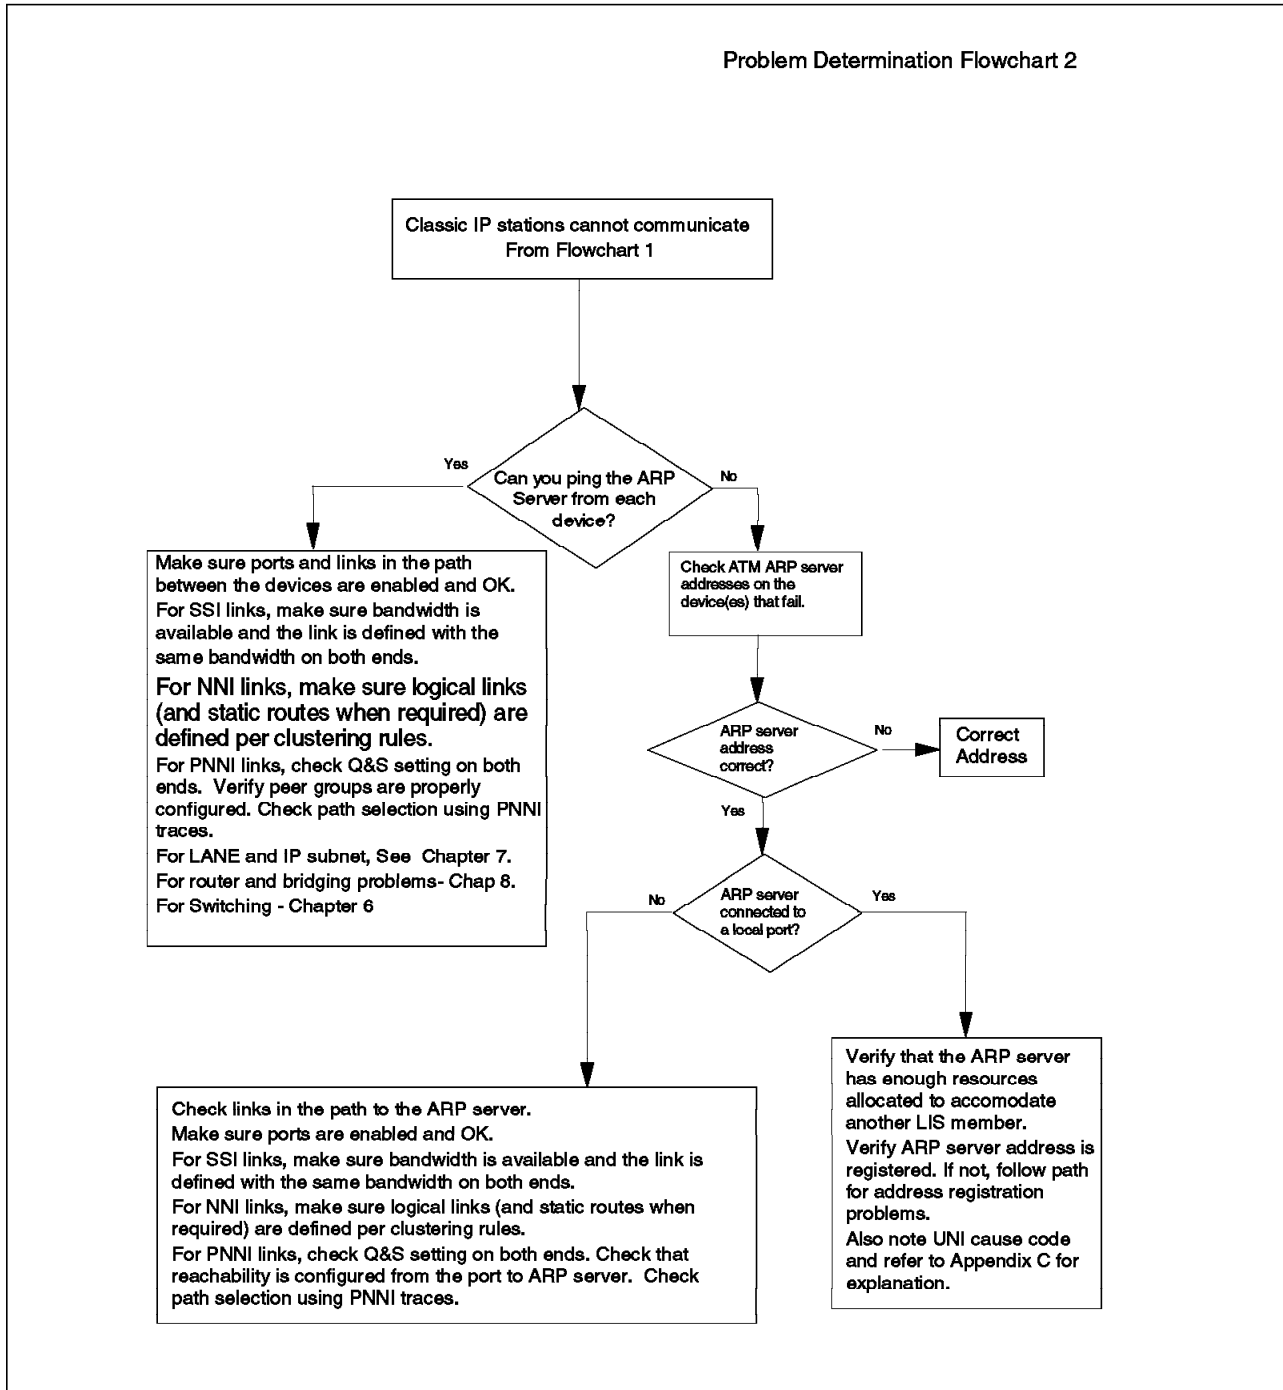 Problem Determination Flowchart 2
Classic IP stations cannot communicate
From Flowchart 1
Can you ping the ARP
Server from each
device?
Yes
No
Make sure ports and links in the path
between the devices are enabled and OK.
For SSI links, make sure bandwidth is
available and the link is defined with the
same bandwidth on both ends.
For NNI links, make sure logical links
(and static routes when required) are
defined per clustering rules.
For PNNI links, check Q&S setting on both
ends. Verify peer groups are properly
configured. Check path selection using PNNI
traces.
For LANE and IP subnet, See Chapter 7.
For router and bridging problems- Chap 8.
For Switching - Chapter 6
Check ATM ARP server
addresses on the
device(es) that fail.
ARP server
address
correct?
No
Correct
Address
Yes
ARP server
connected to
a local port?
No
Yes
Check links in the path to the ARP server.
Make sure ports are enabled and OK.
For SSI links, make sure bandwidth is available and the link is
defined with the same bandwidth on both ends.
For NNI links, make sure logical links (and static routes when
required) are defined per clustering rules.
For PNNI links, check Q&S setting on both ends. Check that
reachability is configured from the port to ARP server. Check
path selection using PNNI traces.
Verify that the ARP server
has enough resources
allocated to accomodate
another LIS member.
Verify ARP server address is
registered. If not, follow path
for address registration
problems.
Also note UNI cause code
and refer to Appendix C for
explanation.